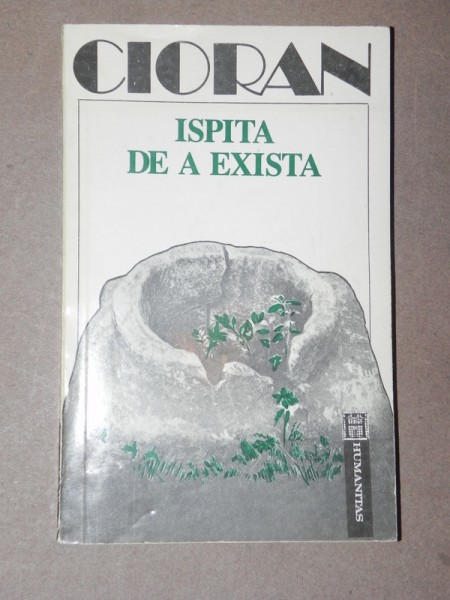 CIORAN
ISPITA
DE A EXISTA
HUMANITAS